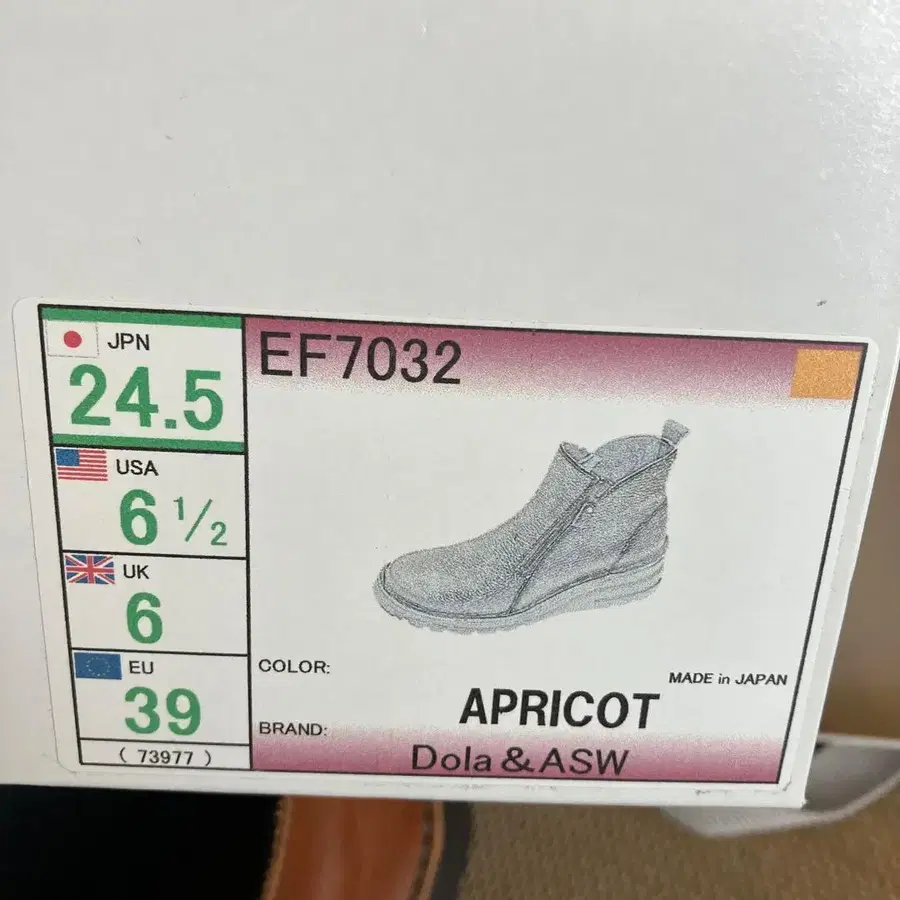 JPN
24.5
USA
6 1/2
UK
6
EU
39
( 73977 )
EF7032
COLOR:
MADE in JAPAN
APRICOT
BRAND:
Dola&ASW